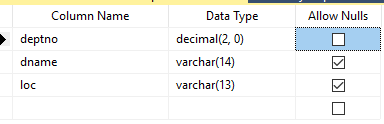 Column Name Data Type Allow Nulls
deptno decimal(2, 0)
dname varchar(14)
loc varchar(13)